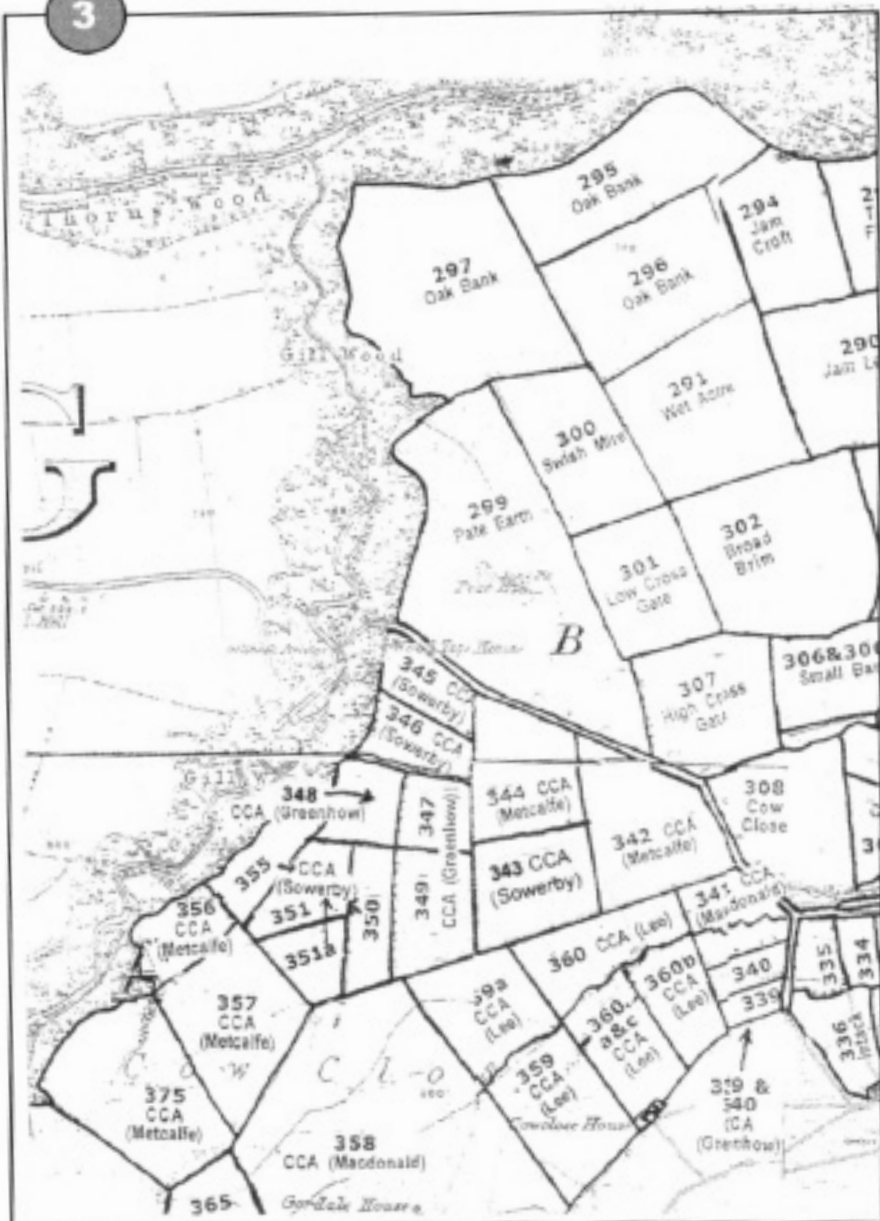 3
Thorns Wood
295
Oak Bank
294
Jam
Croft
297
Oak Bank
296
Oak Bank
Gill Wood
290
291
Wet Acre
300
Swish Mire
299
Pate Earth
302
Broad
Brim
301
Low Cross
Gate
B
345 CCA
(Sowerby)
307
High Cross
Gate
346 CCA
(Sowerby)
Gill
348
CCA (Greenhow)
347
344 CCA
(Metcalfe)
308
Cow
Close
342 CCA
(Metcalfe)
349
CCA (Greenhow)
343 CCA
(Sowerby)
355
CCA
(Sowerby)
351
350
351a
356
CCA
(Metcalfe)
341 CCA
(Macdonald)
360 CCA (Lee)
360b
CCA
(Lee)
340
339
335
334
336
Intack
357
CCA
(Metcalfe)
CCA
(Lee)
360
a&c
CCA
(Lee)
359
CCA
(Lee)
C o w C l o
375
CCA
(Metcalfe)
Cowclose House
(Greenhow)
358
CCA (Macdonald)
365
Gordale House